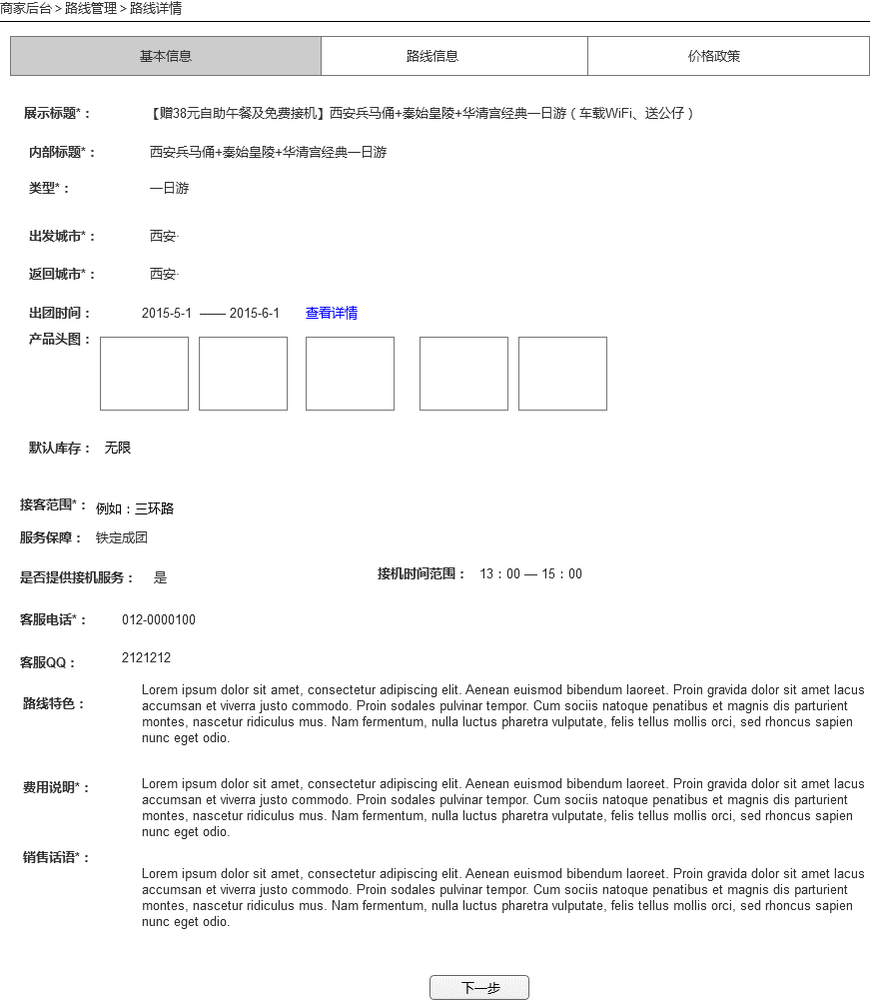 商家后台 > 路线管理 > 路线详情
基本信息 路线信息 价格政策
展示标题*： 【赠38元自助午餐及免费接机】西安兵马俑+秦始皇陵+华清宫经典一日游（车载WiFi、送公仔）
内部标题*： 西安兵马俑+秦始皇陵+华清宫经典一日游
类型*： 一日游
出发城市*： 西安·
返回城市*： 西安·
出团时间： 2015-5-1 —— 2015-6-1 查看详情
产品头图：
默认库存： 无限
接客范围*： 例如：三环路
服务保障： 铁定成团
是否提供接机服务： 是 接机时间范围： 13：00 — 15：00
客服电话*： 012-0000100
客服QQ： 2121212
路线特色：
Lorem ipsum dolor sit amet, consectetur adipiscing elit. Aenean euismod bibendum laoreet. Proin gravida dolor sit amet lacus
accumsan et viverra justo commodo. Proin sodales pulvinar tempor. Cum sociis natoque penatibus et magnis dis parturient
montes, nascetur ridiculus mus. Nam fermentum, nulla luctus pharetra vulputate, felis tellus mollis orci, sed rhoncus sapien
nunc eget odio.
费用说明*：
Lorem ipsum dolor sit amet, consectetur adipiscing elit. Aenean euismod bibendum laoreet. Proin gravida dolor sit amet lacus
accumsan et viverra justo commodo. Proin sodales pulvinar tempor. Cum sociis natoque penatibus et magnis dis parturient
montes, nascetur ridiculus mus. Nam fermentum, nulla luctus pharetra vulputate, felis tellus mollis orci, sed rhoncus sapien
nunc eget odio.
销售话语*：
Lorem ipsum dolor sit amet, consectetur adipiscing elit. Aenean euismod bibendum laoreet. Proin gravida dolor sit amet lacus
accumsan et viverra justo commodo. Proin sodales pulvinar tempor. Cum sociis natoque penatibus et magnis dis parturient
montes, nascetur ridiculus mus. Nam fermentum, nulla luctus pharetra vulputate, felis tellus mollis orci, sed rhoncus sapien
nunc eget odio.
下一步